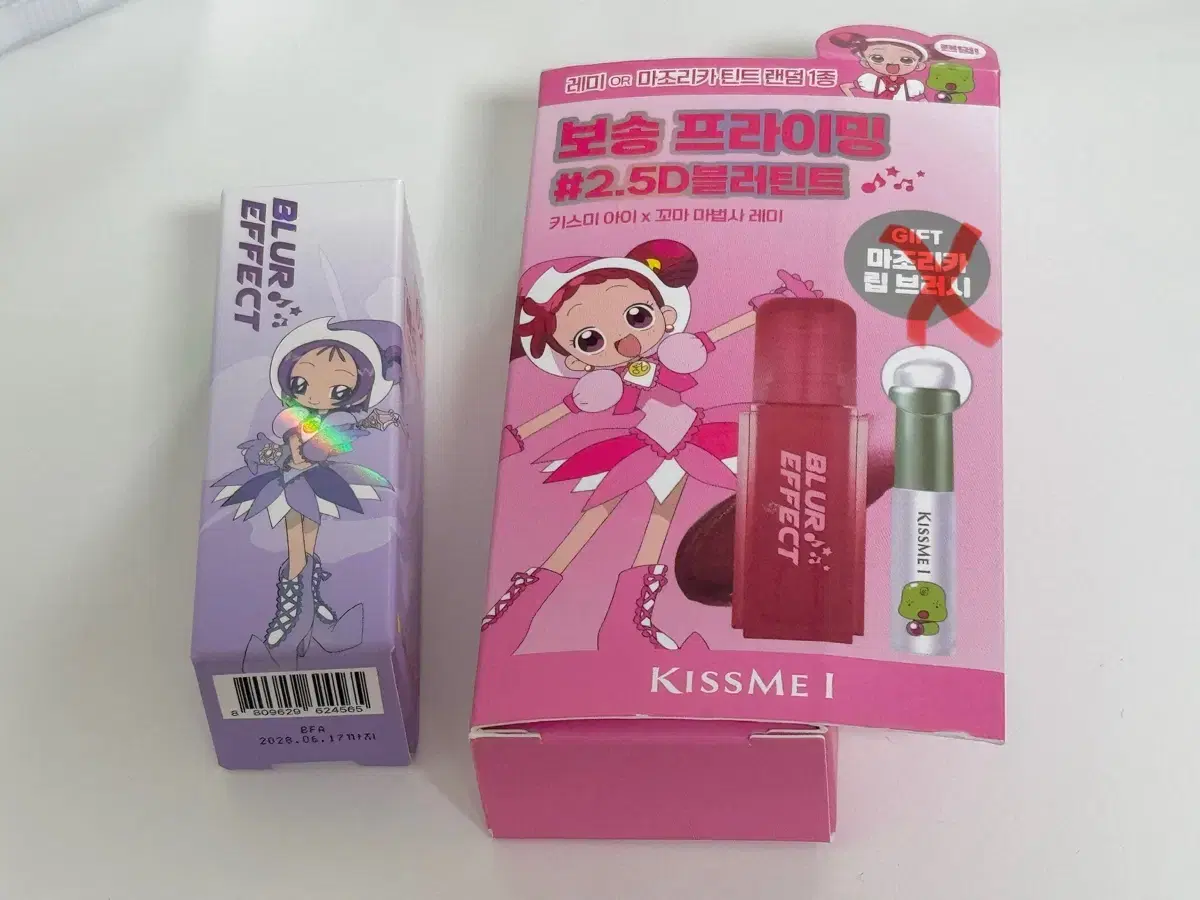 BLUR
EFFECT
8 809629 624565
BFA
2028.06.17까지
레미 OR 마조리카 틴트 랜덤 1종
보송 프라이밍
#2.5D블러틴트
키스미 아이 x 꼬마 마법사 레미
GIFT
마조리카
립 브러시
BLUR
EFFECT
KISSME I
KISSME I